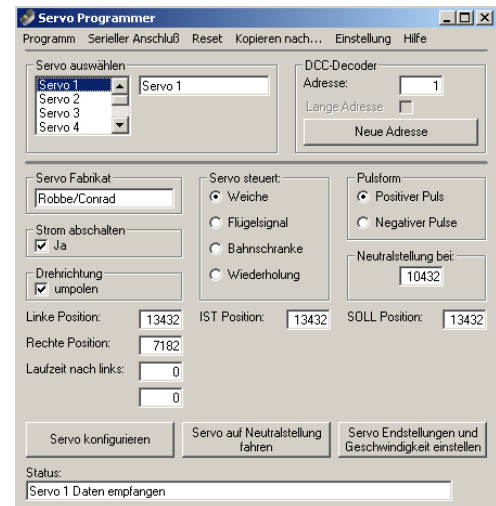 Servo Programmer
Programm Serieller Anschluß Reset Kopieren nach... Einstellung Hilfe
Servo auswählen
Servo 1
Servo 2
Servo 3
Servo 4
Servo 1
DCC-Decoder
Adresse: 1
Lange Adresse
Neue Adresse
Servo Fabrikat
Robbe/Conrad
Strom abschalten
Ja
Drehrichtung
umpolen
Servo steuert:
Weiche
Flügelsignal
Bahnschranke
Wiederholung
Pulsform
Positiver Puls
Negativer Pulse
Neutralstellung bei:
10432
Linke Position: 13432 IST Position: 13432 SOLL Position: 13432
Rechte Position: 7182
Laufzeit nach links: 0
0
Servo konfigurieren
Servo auf Neutralstellung
fahren
Servo Endstellungen und
Geschwindigkeit einstellen
Status:
Servo 1 Daten empfangen